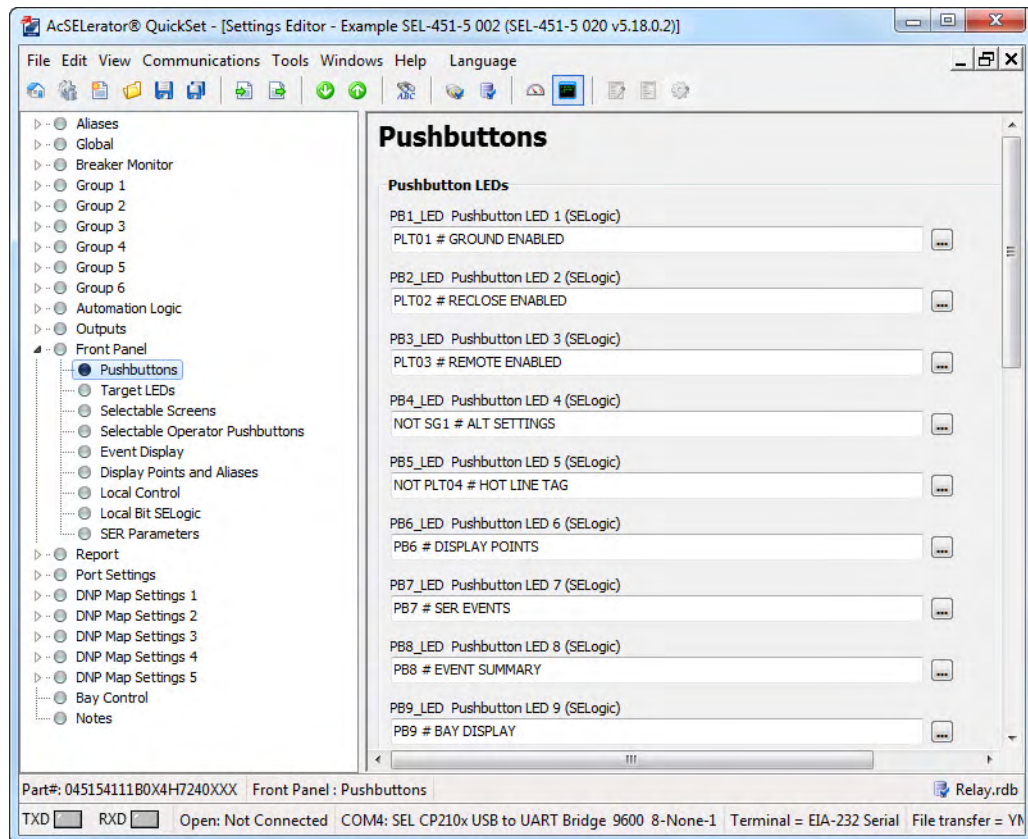 AcSELerator® QuickSet - [Settings Editor - Example SEL-451-5 002 (SEL-451-5 020 v5.18.0.2)]
File Edit View Communications Tools Windows Help Language
Aliases
Global
Breaker Monitor
Group 1
Group 2
Group 3
Group 4
Group 5
Group 6
Automation Logic
Outputs
Front Panel
Pushbuttons
Target LEDs
Selectable Screens
Selectable Operator Pushbuttons
Event Display
Display Points and Aliases
Local Control
Local Bit SELogic
SER Parameters
Report
Port Settings
DNP Map Settings 1
DNP Map Settings 2
DNP Map Settings 3
DNP Map Settings 4
DNP Map Settings 5
Bay Control
Notes
Pushbuttons
Pushbutton LEDs
PB1_LED Pushbutton LED 1 (SELogic)
PLT01 # GROUND ENABLED
PB2_LED Pushbutton LED 2 (SELogic)
PLT02 # RECLOSE ENABLED
PB3_LED Pushbutton LED 3 (SELogic)
PLT03 # REMOTE ENABLED
PB4_LED Pushbutton LED 4 (SELogic)
NOT SG1 # ALT SETTINGS
PB5_LED Pushbutton LED 5 (SELogic)
NOT PLT04 # HOT LINE TAG
PB6_LED Pushbutton LED 6 (SELogic)
PB6 # DISPLAY POINTS
PB7_LED Pushbutton LED 7 (SELogic)
PB7 # SER EVENTS
PB8_LED Pushbutton LED 8 (SELogic)
PB8 # EVENT SUMMARY
PB9_LED Pushbutton LED 9 (SELogic)
PB9 # BAY DISPLAY
Part#: 045154111B0X4H7240XXX Front Panel : Pushbuttons Relay.rdb
TXD RXD Open: Not Connected COM4: SEL CP210x USB to UART Bridge 9600 8-None-1 Terminal = EIA-232 Serial File transfer =